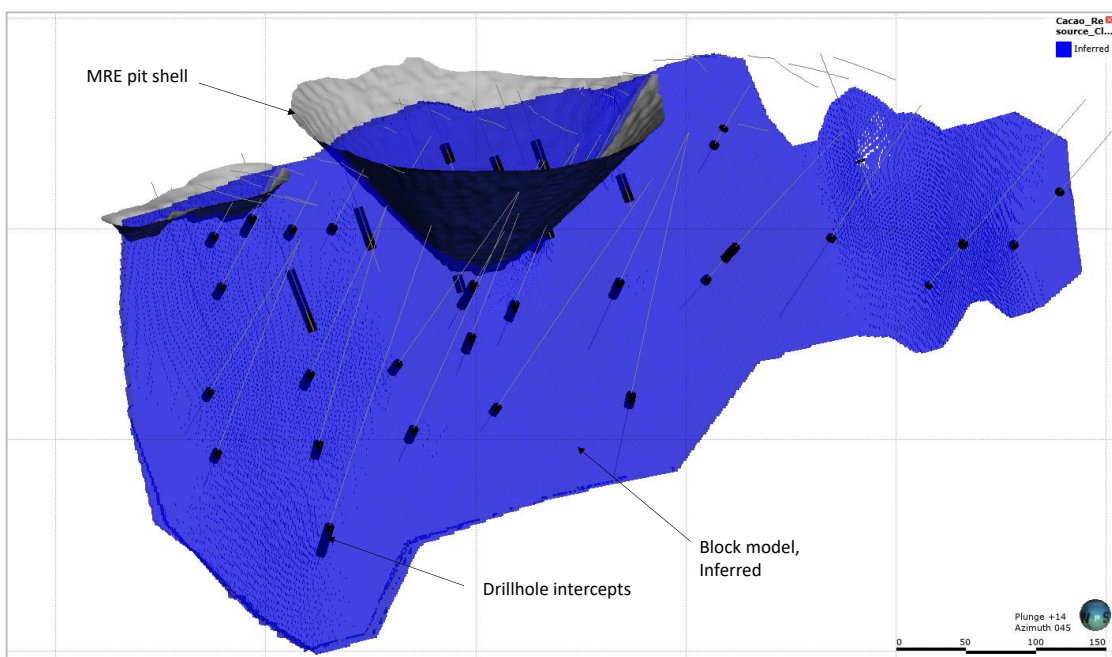 Cacao_Re
source_Cl...
Inferred
MRE pit shell
Block model,
Inferred
Drillhole intercepts
Plunge +14
Azimuth 045
W S
0 50 100 150